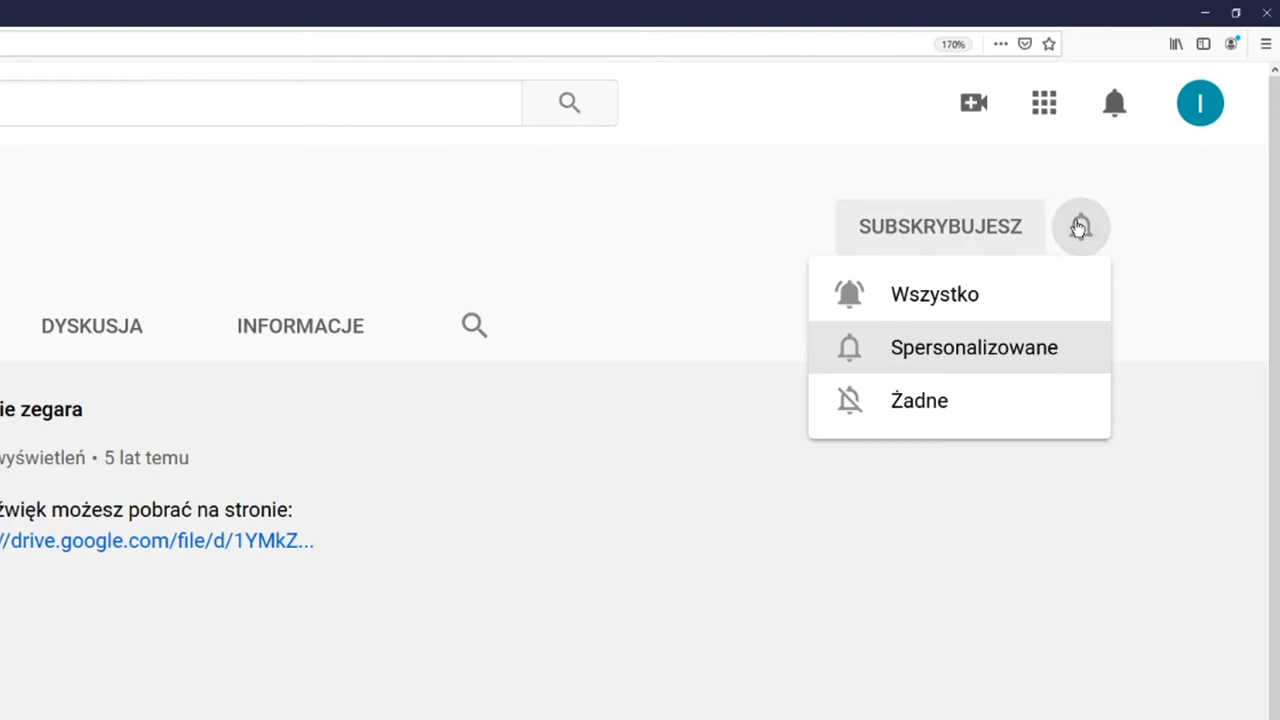 170%
I
SUBSKRYBUJESZ
Wszystko
Spersonalizowane
Żadne
DYSKUSJA INFORMACJE
ie zegara
wyświetleń • 5 lat temu
źwięk możesz pobrać na stronie:
//drive.google.com/file/d/1YMkZ...